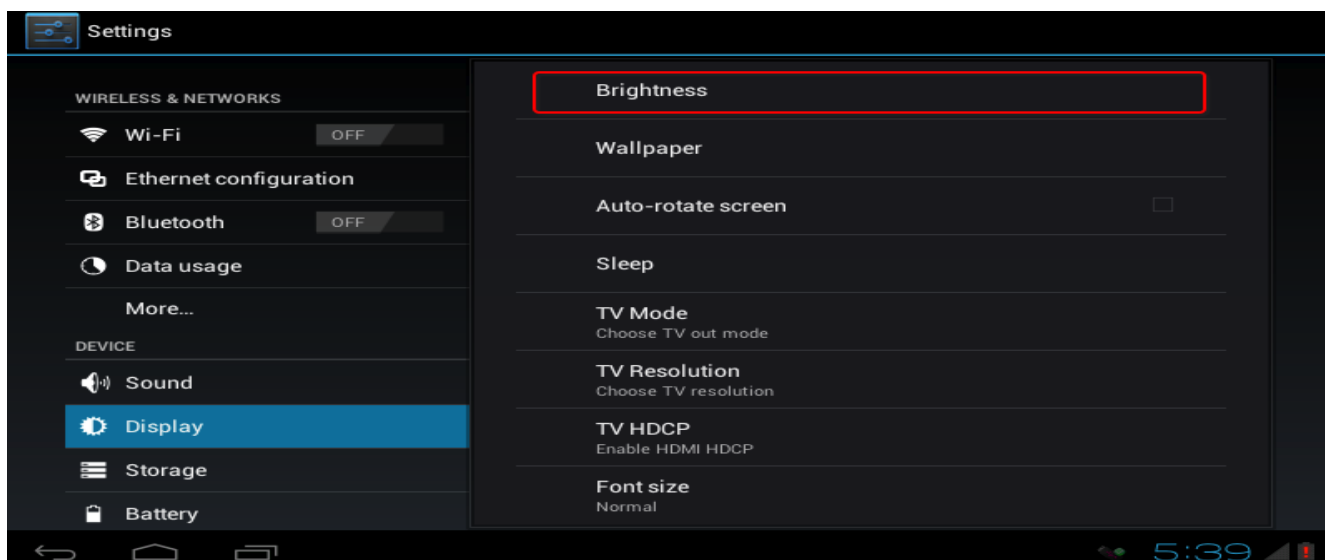 Settings
WIRELESS & NETWORKS
Wi-Fi OFF
Ethernet configuration
Bluetooth OFF
Data usage
More...
DEVICE
Sound
Display
Storage
Battery
Brightness
Wallpaper
Auto-rotate screen
Sleep
TV Mode
Choose TV out mode
TV Resolution
Choose TV resolution
TV HDCP
Enable HDMI HDCP
Font size
Normal
5:39